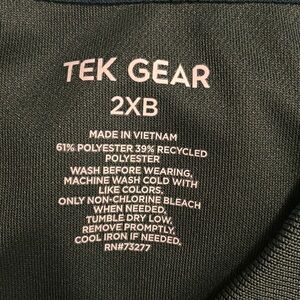 TEK GEAR
2XB
MADE IN VIETNAM
61% POLYESTER 39% RECYCLED
POLYESTER
WASH BEFORE WEARING,
MACHINE WASH COLD WITH
LIKE COLORS,
ONLY NON-CHLORINE BLEACH
WHEN NEEDED,
TUMBLE DRY LOW,
REMOVE PROMPTLY.
COOL IRON IF NEEDED.
RN#73277